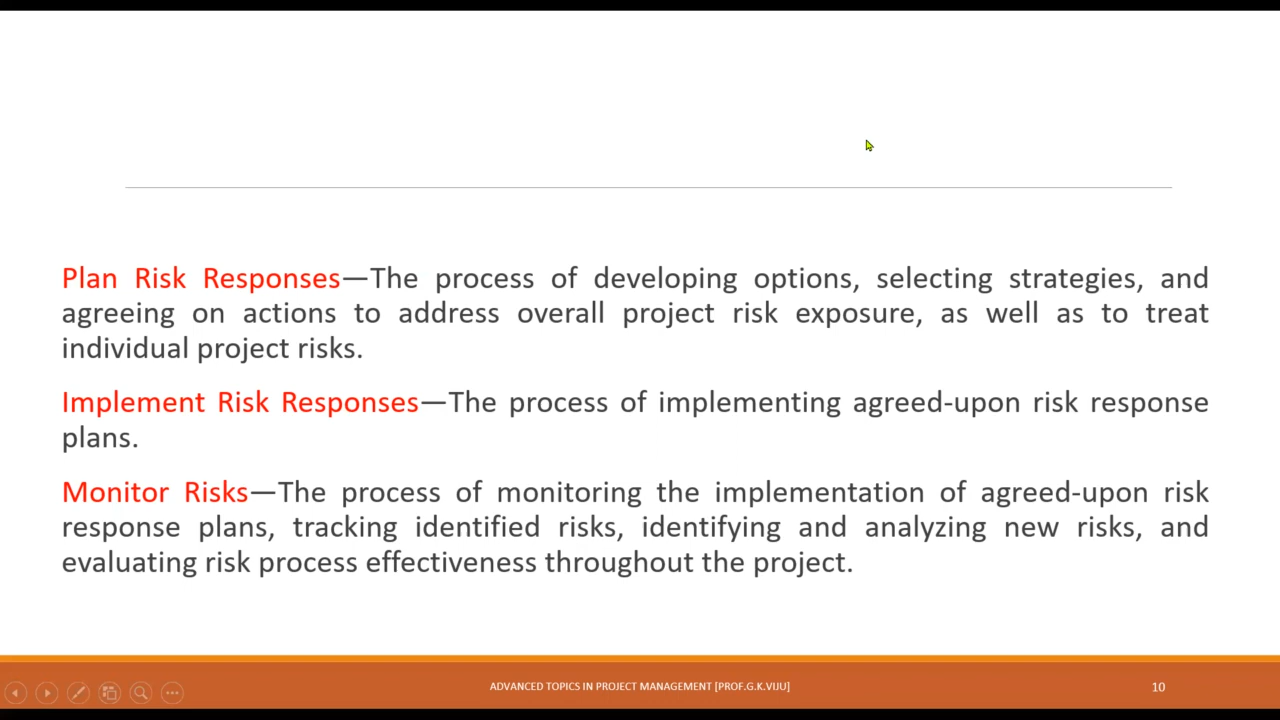 Plan Risk Responses—The process of developing options, selecting strategies, and
agreeing on actions to address overall project risk exposure, as well as to treat
individual project risks.
Implement Risk Responses—The process of implementing agreed-upon risk response
plans.
Monitor Risks—The process of monitoring the implementation of agreed-upon risk
response plans, tracking identified risks, identifying and analyzing new risks, and
evaluating risk process effectiveness throughout the project.
ADVANCED TOPICS IN PROJECT MANAGEMENT [PROF.G.K.VIJU]
10